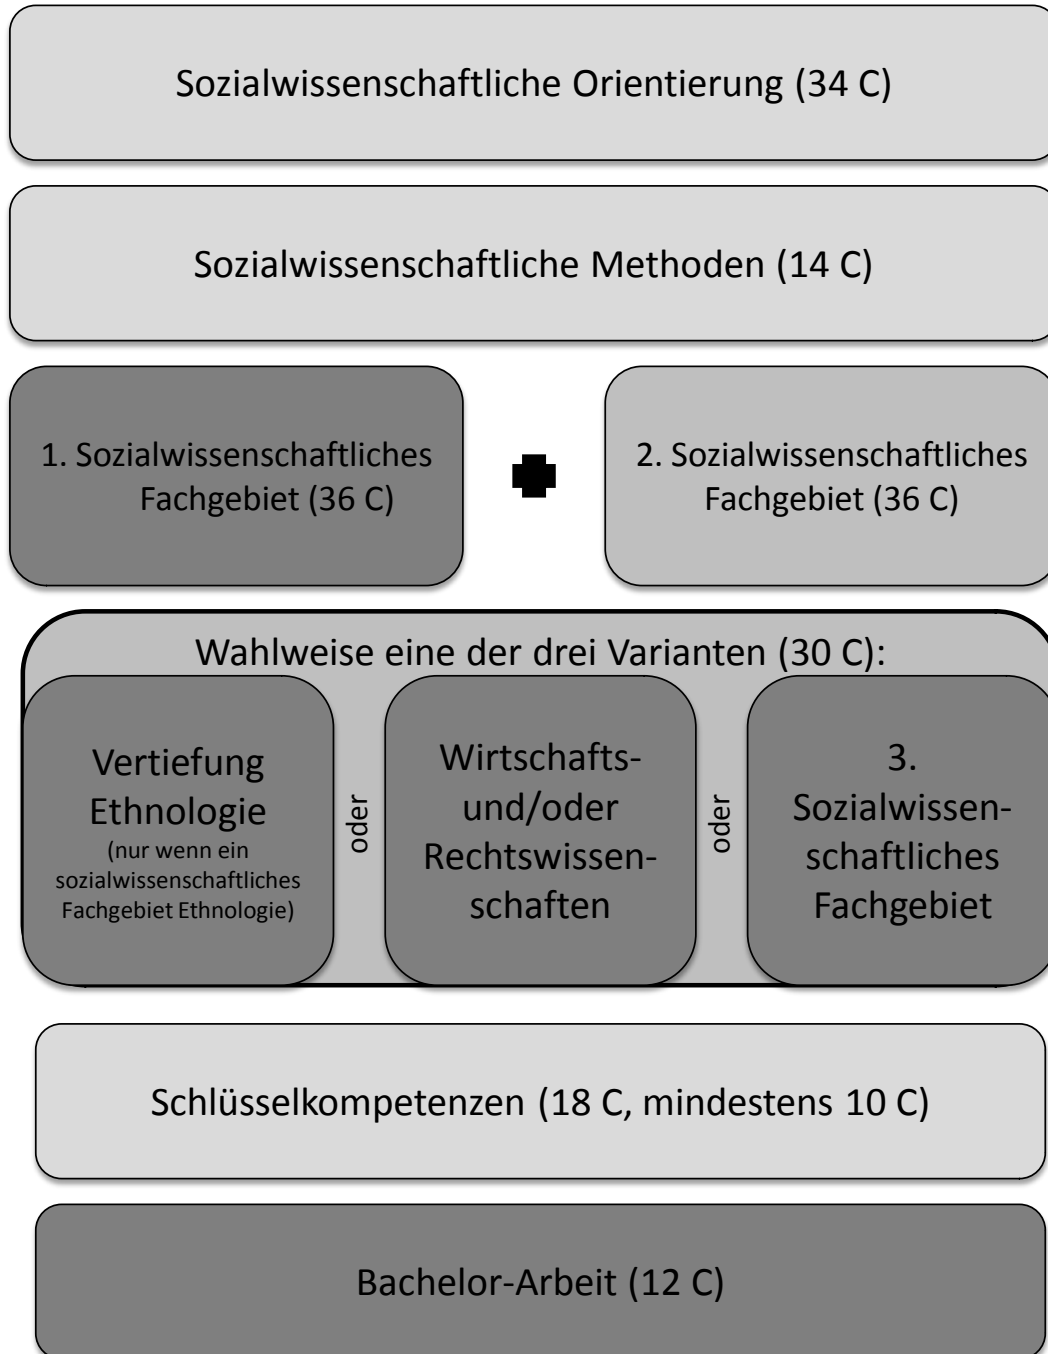 Sozialwissenschaftliche Orientierung (34 C)
Sozialwissenschaftliche Methoden (14 C)
1. Sozialwissenschaftliches
Fachgebiet (36 C)
2. Sozialwissenschaftliches
Fachgebiet (36 C)
Wahlweise eine der drei Varianten (30 C):
Vertiefung
Ethnologie
(nur wenn ein
sozialwissenschaftliches
Fachgebiet Ethnologie)
oder
Wirtschafts-
und/oder
Rechtswissen-
schaften
oder
3.
Sozialwissen-
schaftliches
Fachgebiet
Schlüsselkompetenzen (18 C, mindestens 10 C)
Bachelor-Arbeit (12 C)